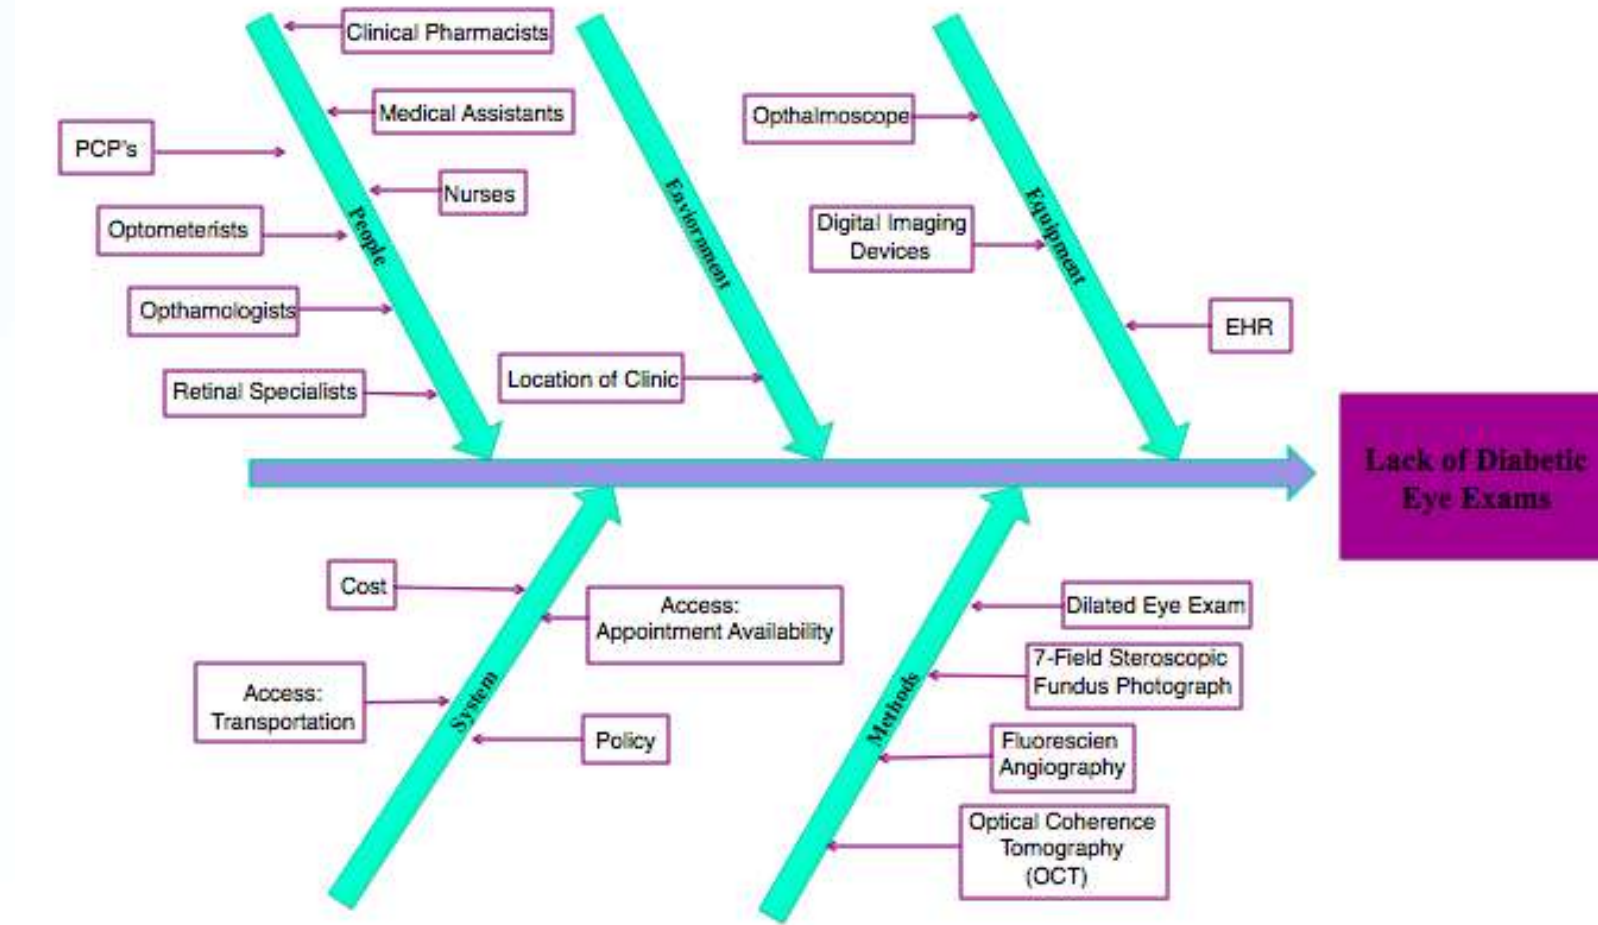 Clinical Pharmacists
Medical Assistants
PCP's
Nurses
Optometerists
Opthamologists
Retinal Specialists
People
Enviornment
Location of Clinic
Opthalmoscope
Digital Imaging
Devices
Equipment
EHR
Lack of Diabetic
Eye Exams
Cost
Access:
Appointment Availability
Access:
Transportation
System
Policy
Dilated Eye Exam
7-Field Steroscopic
Fundus Photograph
Methods
Fluorescien
Angiography
Optical Coherence
Tomography
(OCT)